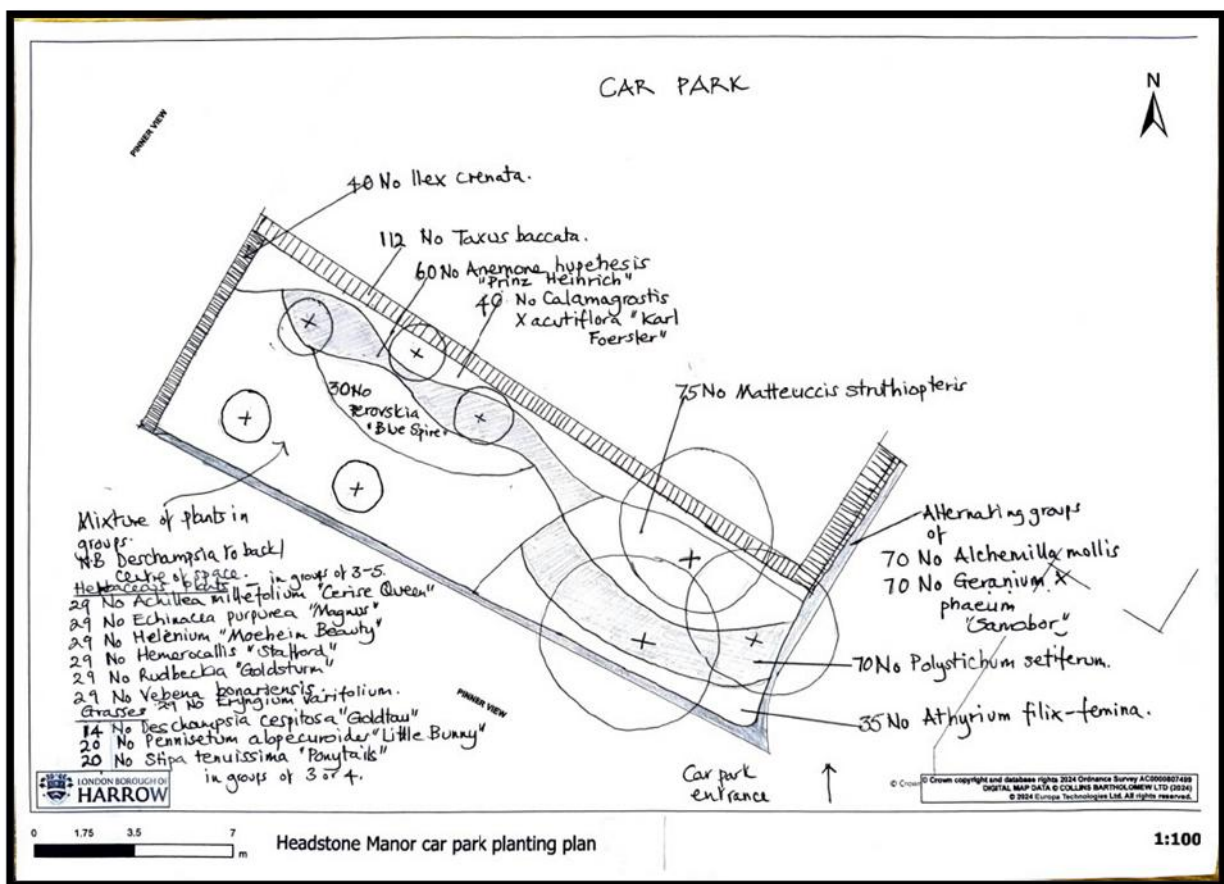 CAR PARK
N
PINNER VIEW
40 No Ilex crenata.
112 No Taxus baccata.
60 No Anemone hupehesis
"Prinz Heinrich"
40 No Calamagrostis
X acutiflora "Karl
Foerster"
30 No
Perovskia
"Blue Spire"
75 No Matteuccis struthiopteris
Alternating groups
of
70 No Alchemilla mollis
70 No Geranium x
phaeum
"Samobor"
70 No Polystichum setiferum.
35 No Athyrium filix-femina.
Mixture of plants in
groups.
NB Deschampsia to back/
centre of space.
Herbaceous plants - in groups of 3-5.
29 No Achillea millefolium "Cerise Queen"
29 No Echinacea purpurea "Magnus"
29 No Helenium "Moeheim Beauty"
29 No Hemerocallis "Stafford"
29 No Rudbeckia "Goldsturm"
29 No Vebena bonariensis.
29 No Eryngium varifolium.
Grasses
14 No Deschampsia cespitosa "Goldtau"
20 No Pennisetum alopecuroides "Little Bunny"
20 No Stipa tenuissima "Ponytails"
in groups of 3 or 4.
PINNER VIEW
Car park
entrance
LONDON BOROUGH OF
HARROW
© Crown
© Crown copyright and database rights 2024 Ordnance Survey AC0000807499
DIGITAL MAP DATA © COLLINS BARTHOLOMEW LTD (2024)
© 2024 Europa Technologies Ltd. All rights reserved.
0 1.75 3.5 7
m
Headstone Manor car park planting plan
1:100